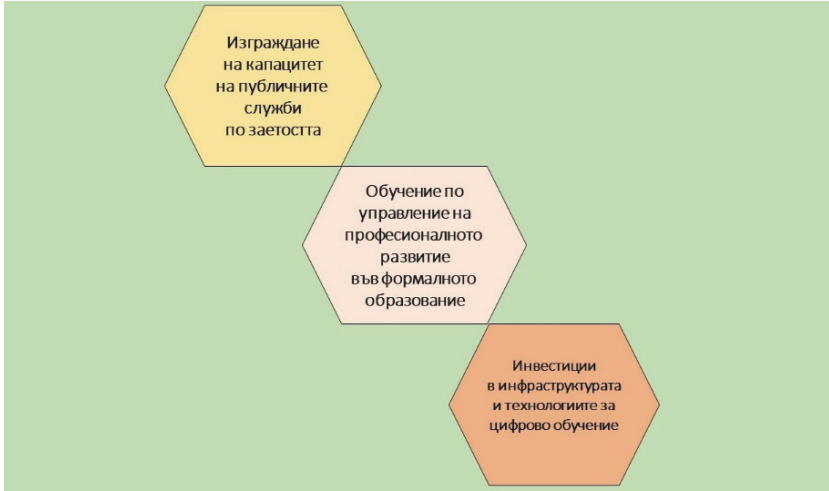 Изграждане
на капацитет
на публичните
служби
по заетостта
Обучение по
управление на
професионалното
развитие
във формалното
образование
Инвестиции
в инфраструктурата
и технологиите за
цифрово обучение